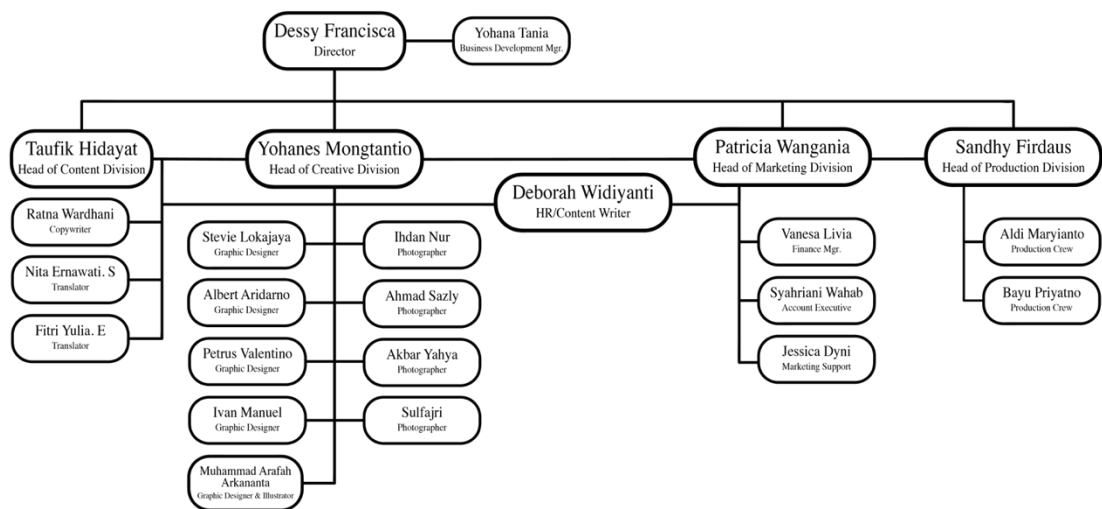 Dessy Francisca
Director
Yohana Tania
Business Development Mgr.
Taufik Hidayat
Head of Content Division
Yohanes Mongtantio
Head of Creative Division
Patricia Wangania
Head of Marketing Division
Sandhy Firdaus
Head of Production Division
Deborah Widiyanti
HR/Content Writer
Ratna Wardhani
Copywriter
Nita Ernawati. S
Translator
Fitri Yulia. E
Translator
Stevie Lokajaya
Graphic Designer
Albert Aridarno
Graphic Designer
Petrus Valentino
Graphic Designer
Ivan Manuel
Graphic Designer
Muhammad Arafah
Arkananta
Graphic Designer & Illustrator
Ihdan Nur
Photographer
Ahmad Sazly
Photographer
Akbar Yahya
Photographer
Sulfajri
Photographer
Vanesa Livia
Finance Mgr.
Syahriani Wahab
Account Executive
Jessica Dyni
Marketing Support
Aldi Maryianto
Production Crew
Bayu Priyatno
Production Crew